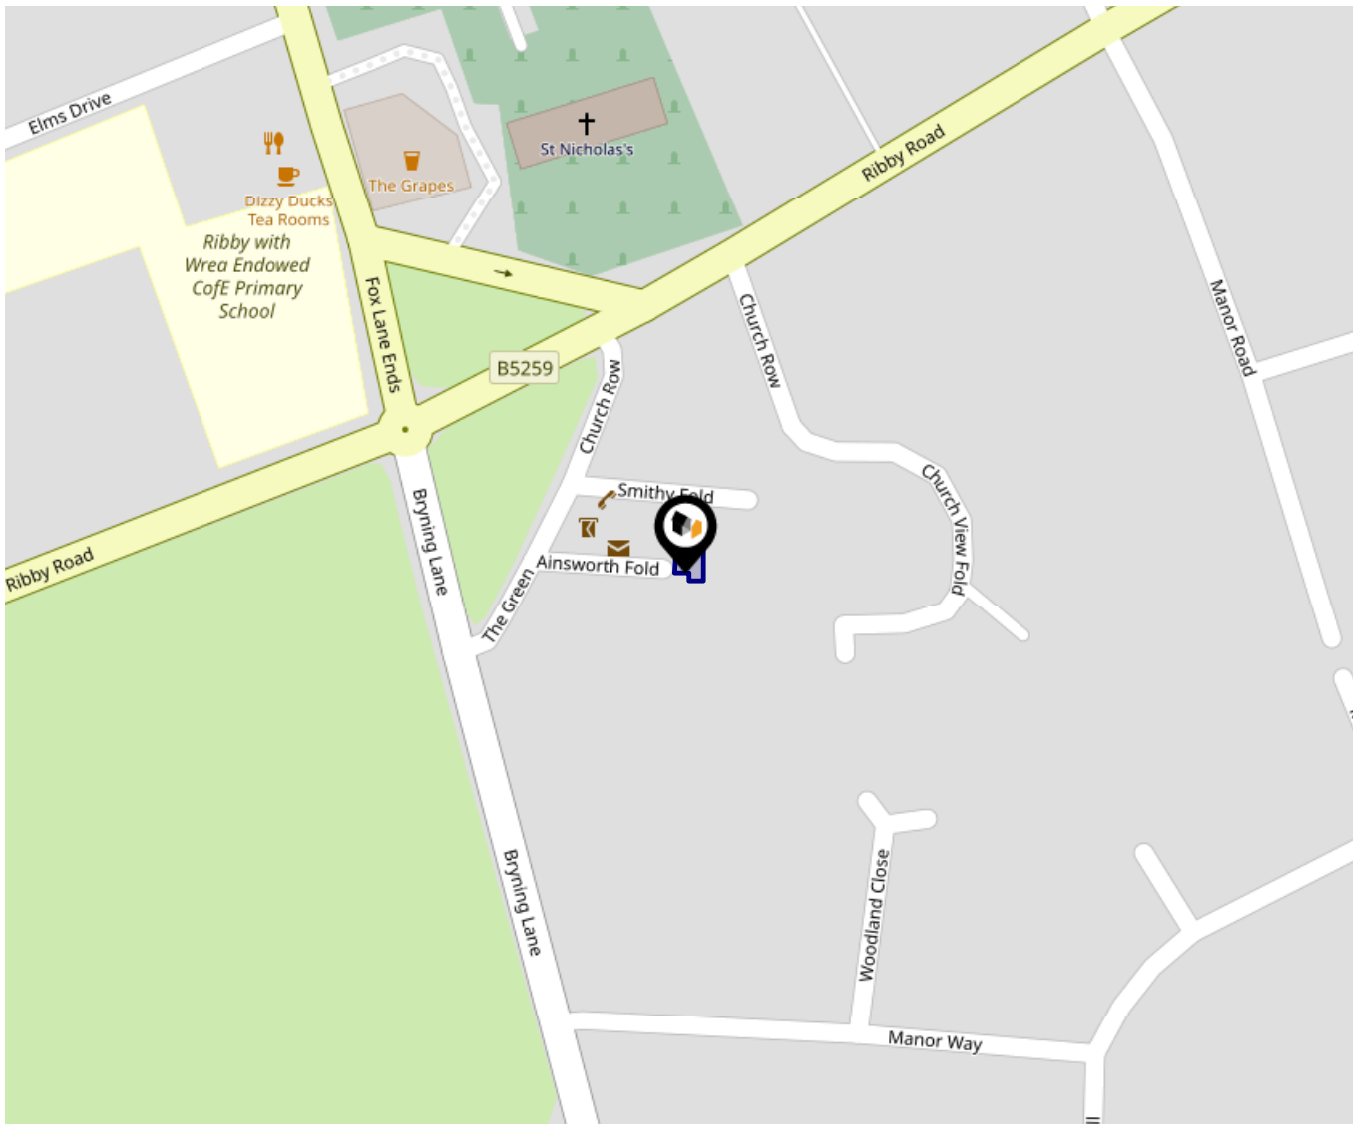 Elms Drive
St Nicholas's
Ribby Road
The Grapes
Dizzy Ducks
Tea Rooms
Ribby with
Wrea Endowed
CofE Primary
School
Fox Lane Ends
Church Row
Manor Road
B5259
Church Row
Bryning Lane
Smithy Fold
Church View Fold
Ribby Road
Ainsworth Fold
The Green
Bryning Lane
Woodland Close
Manor Way